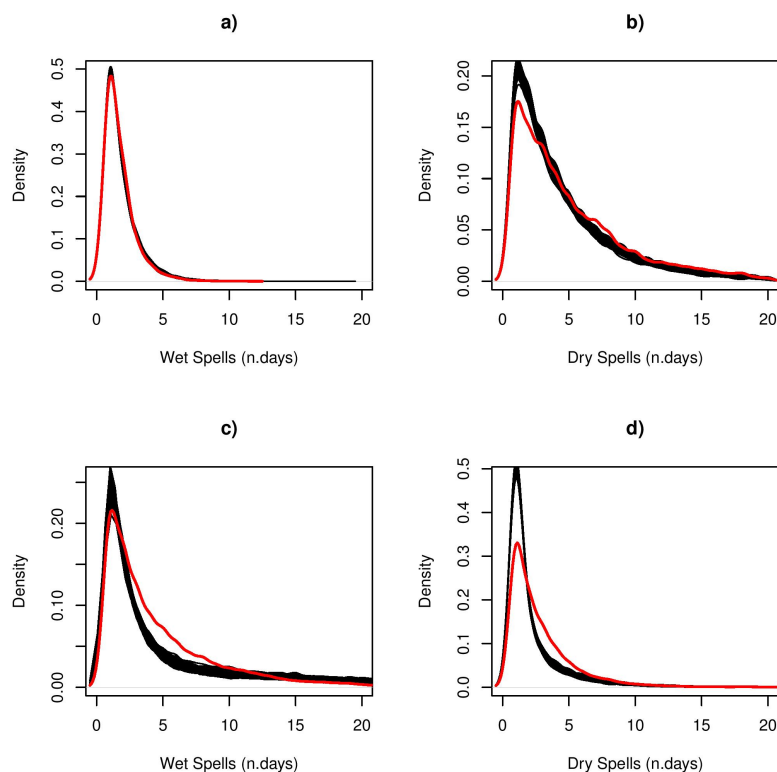 a)
Density
0.0 0.1 0.2 0.3 0.4 0.5
0 5 10 15 20
Wet Spells (n.days)
b)
Density
0.00 0.05 0.10 0.15 0.20
0 5 10 15 20
Dry Spells (n.days)
c)
Density
0.00 0.10 0.20
0 5 10 15 20
Wet Spells (n.days)
d)
Density
0.0 0.1 0.2 0.3 0.4 0.5
0 5 10 15 20
Dry Spells (n.days)